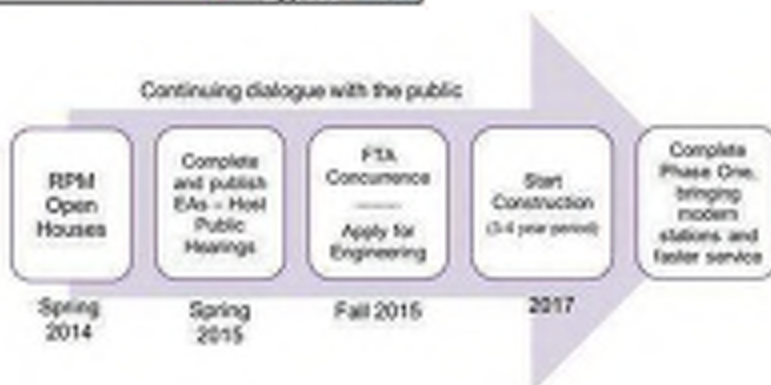 Continuing dialogue with the public
RPM
Open
Houses
Spring
2014
Complete
and publish
EAs - Host
Public
Hearings
Spring
2015
FTA
Concurrence
Apply for
Engineering
Fall 2015
Start
Construction
year period)
2017
Complete
Phase One,
bringing
modern
stations and
faster service